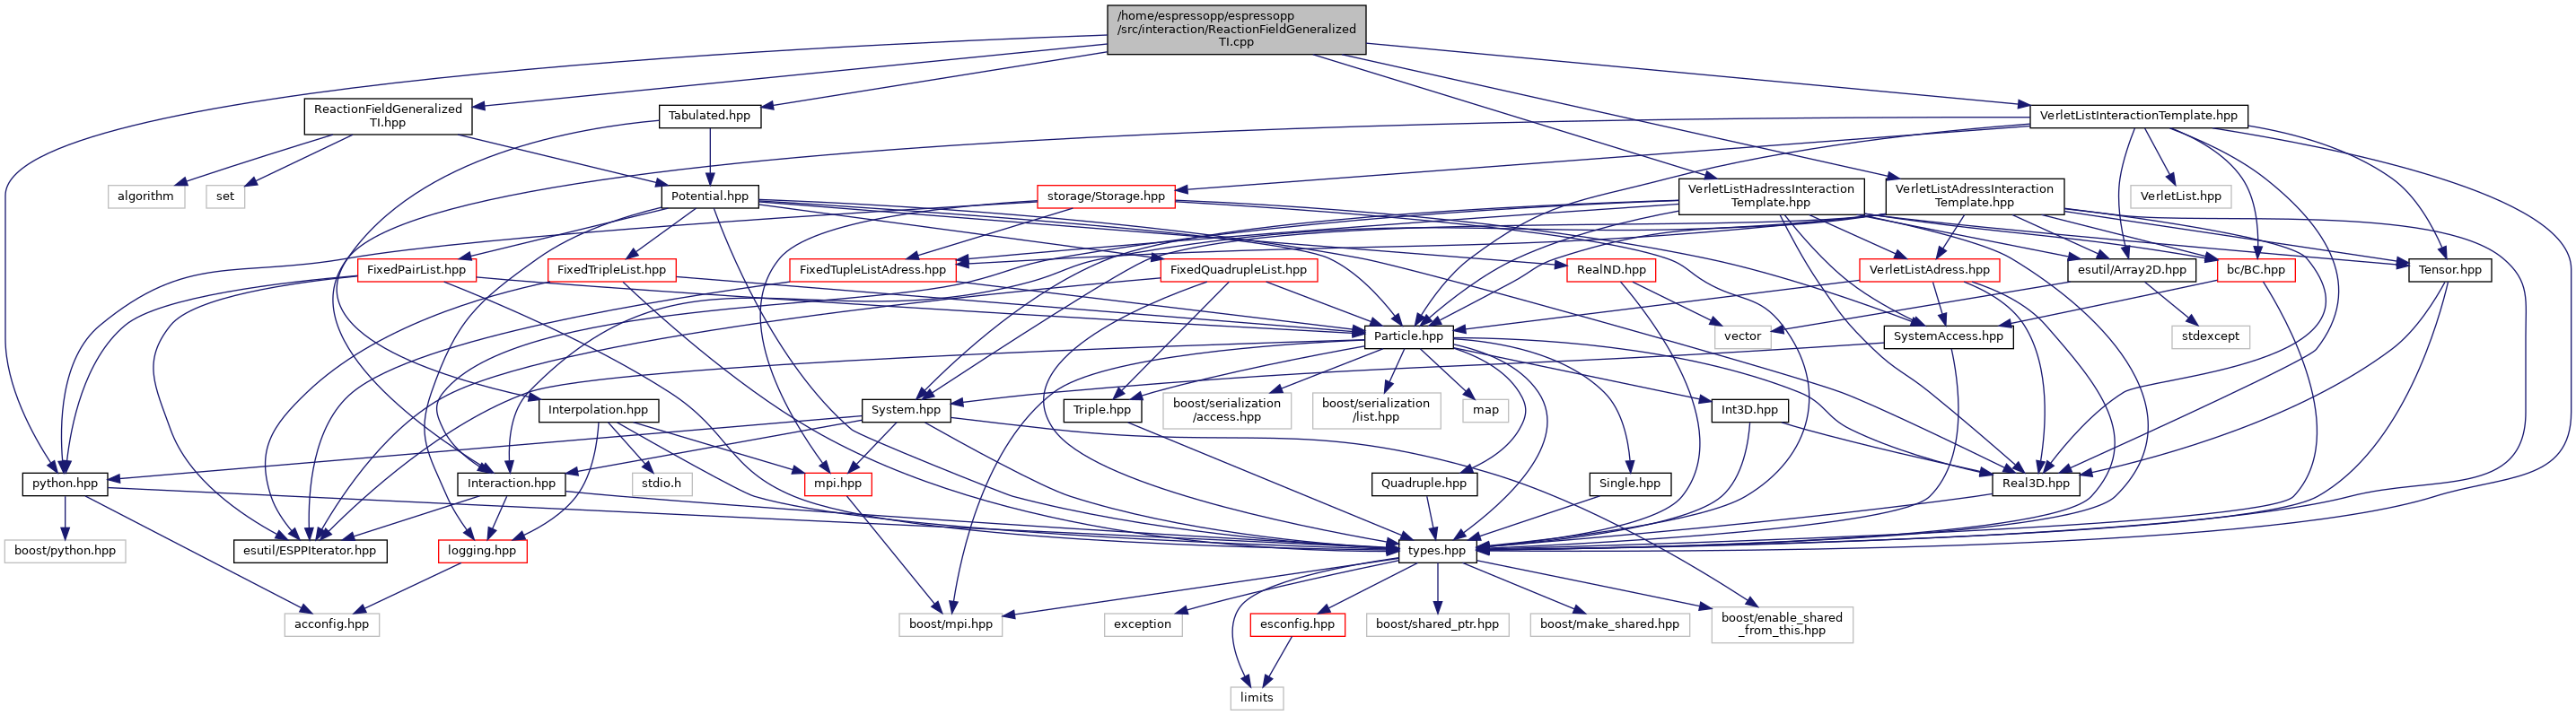 /home/espressopp/espressopp
/src/interaction/ReactionFieldGeneralized
TI.cpp
ReactionFieldGeneralized
TI.hpp
Tabulated.hpp
VerletListInteractionTemplate.hpp
algorithm
set
Potential.hpp
storage/Storage.hpp
VerletListHadressInteraction
Template.hpp
VerletListAdressInteraction
Template.hpp
VerletList.hpp
FixedPairList.hpp
FixedTripleList.hpp
FixedTupleListAdress.hpp
FixedQuadrupleList.hpp
RealND.hpp
VerletListAdress.hpp
esutil/Array2D.hpp
bc/BC.hpp
Tensor.hpp
Particle.hpp
vector
SystemAccess.hpp
stdexcept
Interpolation.hpp
System.hpp
Triple.hpp
boost/serialization
/access.hpp
boost/serialization
/list.hpp
map
Int3D.hpp
python.hpp
Interaction.hpp
stdio.h
mpi.hpp
Quadruple.hpp
Single.hpp
Real3D.hpp
boost/python.hpp
esutil/ESPPIterator.hpp
logging.hpp
types.hpp
acconfig.hpp
boost/mpi.hpp
exception
esconfig.hpp
boost/shared_ptr.hpp
boost/make_shared.hpp
boost/enable_shared
_from_this.hpp
limits